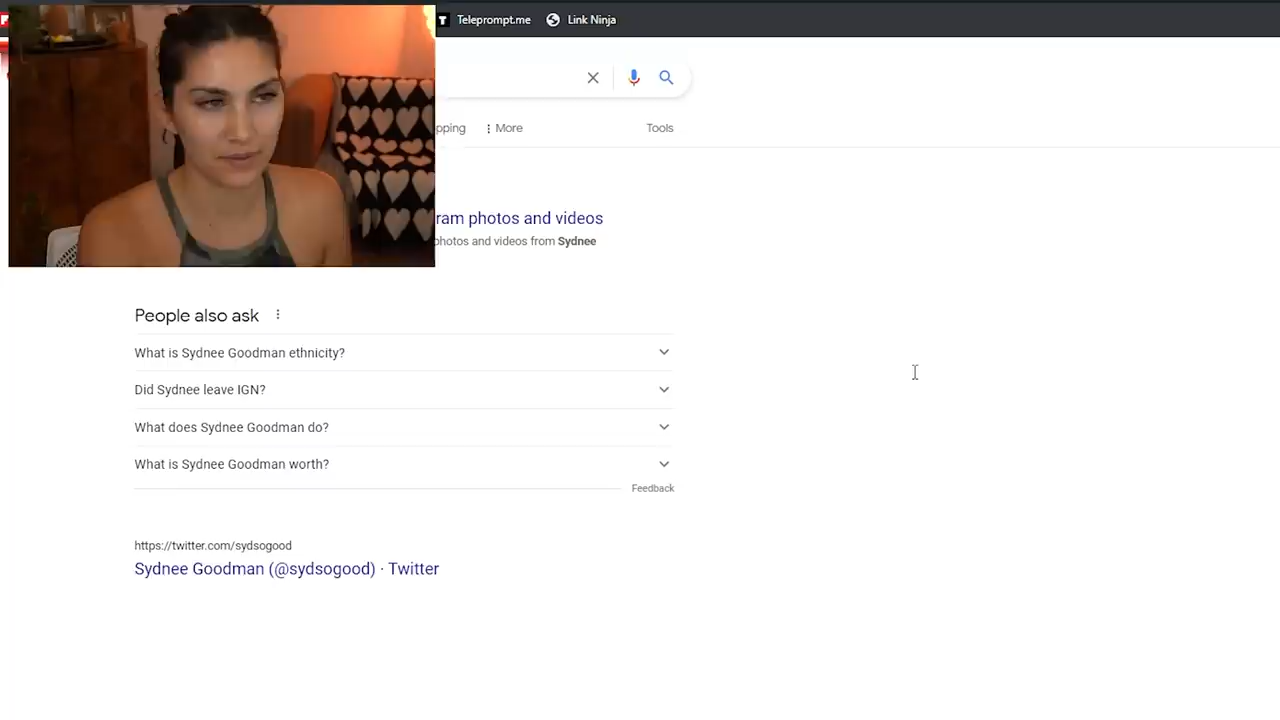 Teleprompt.me Link Ninja
pping More Tools
ram photos and videos
photos and videos from Sydnee
People also ask
What is Sydnee Goodman ethnicity?
Did Sydnee leave IGN?
What does Sydnee Goodman do?
What is Sydnee Goodman worth?
Feedback
https://twitter.com/sydsogood
Sydnee Goodman (@sydsogood) · Twitter